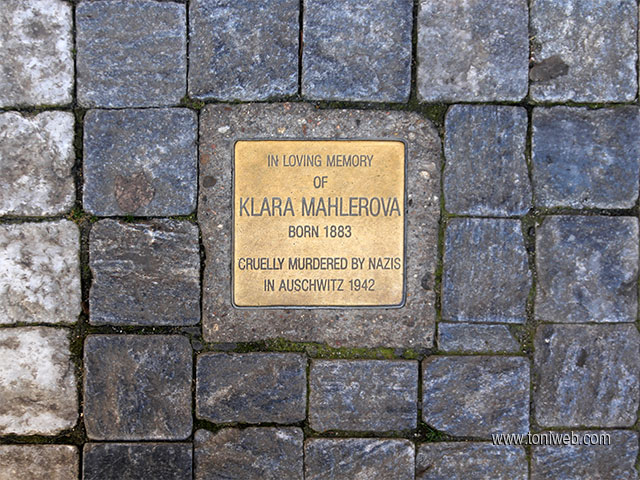 IN LOVING MEMORY
OF
KLARA MAHLEROVA
BORN 1883
CRUELLY MURDERED BY NAZIS
IN AUSCHWITZ 1942
www.toniweb.com